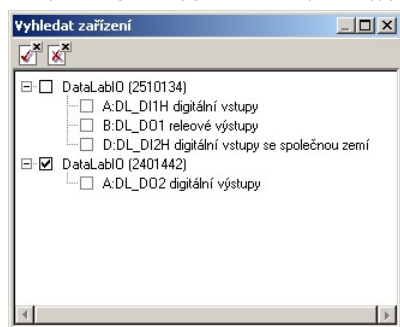 Vyhledat zařízení
DataLabIO (2510134)
A:DL_DI1H digitální vstupy
B:DL_DO1 releové výstupy
D:DL_DI2H digitální vstupy se společnou zemí
DataLabIO (2401442)
A:DL_DO2 digitální výstupy